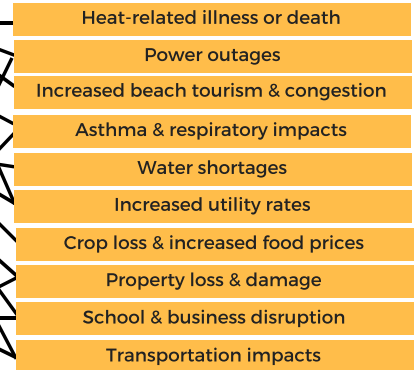 Heat-related illness or death
Power outages
Increased beach tourism & congestion
Asthma & respiratory impacts
Water shortages
Increased utility rates
Crop loss & increased food prices
Property loss & damage
School & business disruption
Transportation impacts